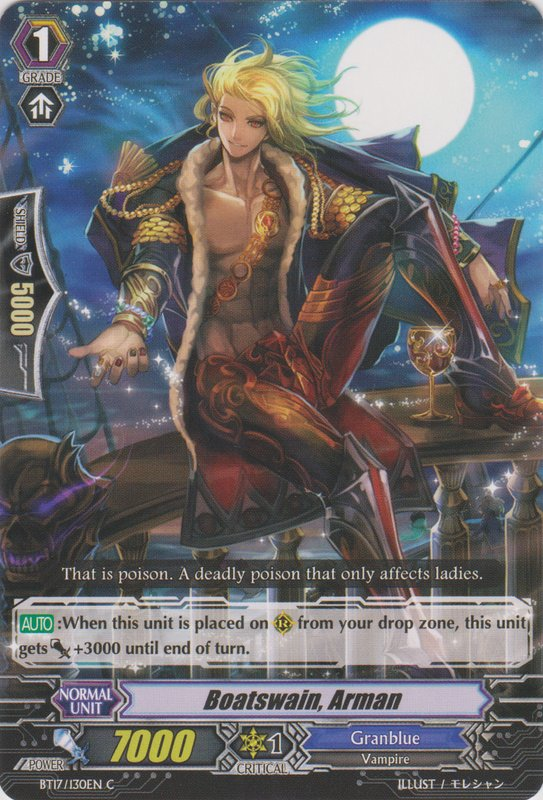 1
GRADE
SHIELD
5000
That is poison. A deadly poison that only affects ladies.
AUTO :When this unit is placed on R from your drop zone, this unit
gets +3000 until end of turn.
NORMAL
UNIT
Boatswain, Arman
POWER
7000
1
CRITICAL
Granblue
Vampire
BT17/130EN C
ILLUST / モレシャン